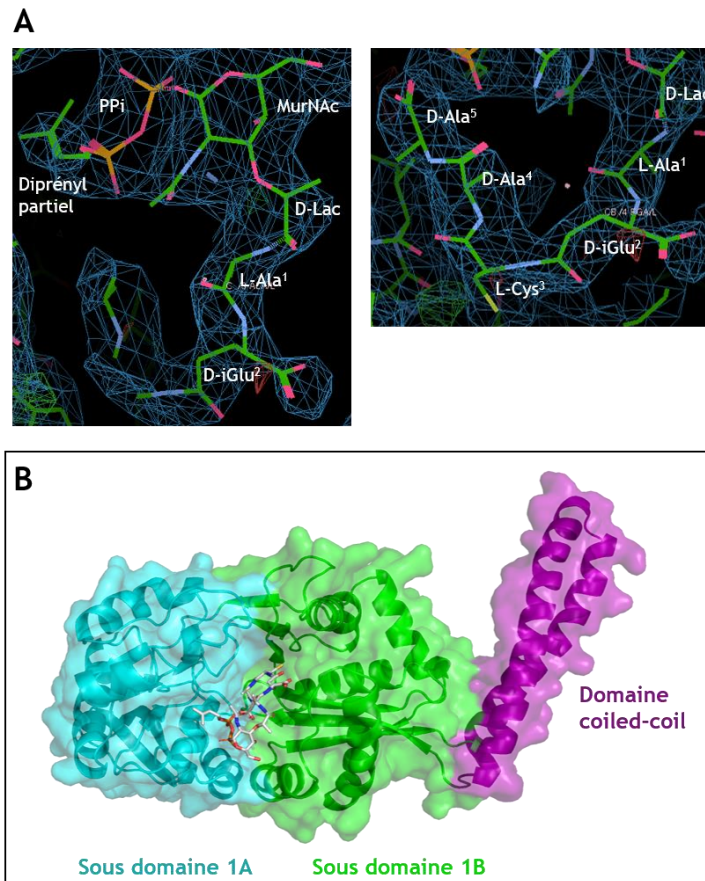 A
PPi
MurNAc
Diprényl
partiel
D-Lac
L-Ala¹
D-iGlu²
D-Ala⁵
D-Lac
D-Ala⁴
L-Ala¹
D-iGlu²
L-Cys³
B
Domaine
coiled-coil
Sous domaine 1A
Sous domaine 1B